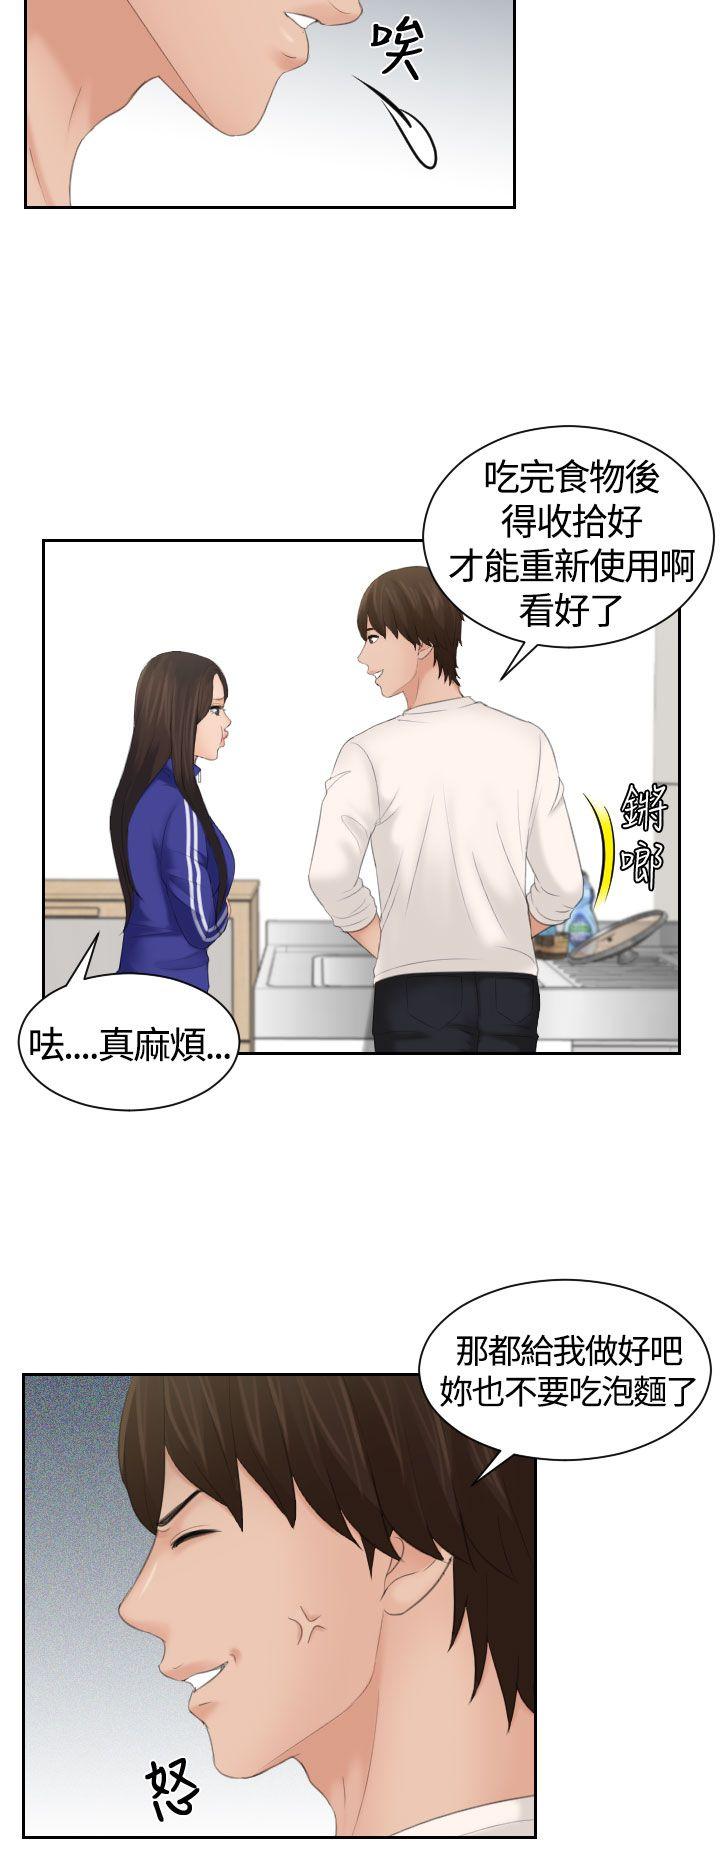 唉
吃完食物後
得收拾好
才能重新使用啊
看好了
鏘
啷
呿....真麻煩...
那都給我做好吧
妳也不要吃泡麵了
怒